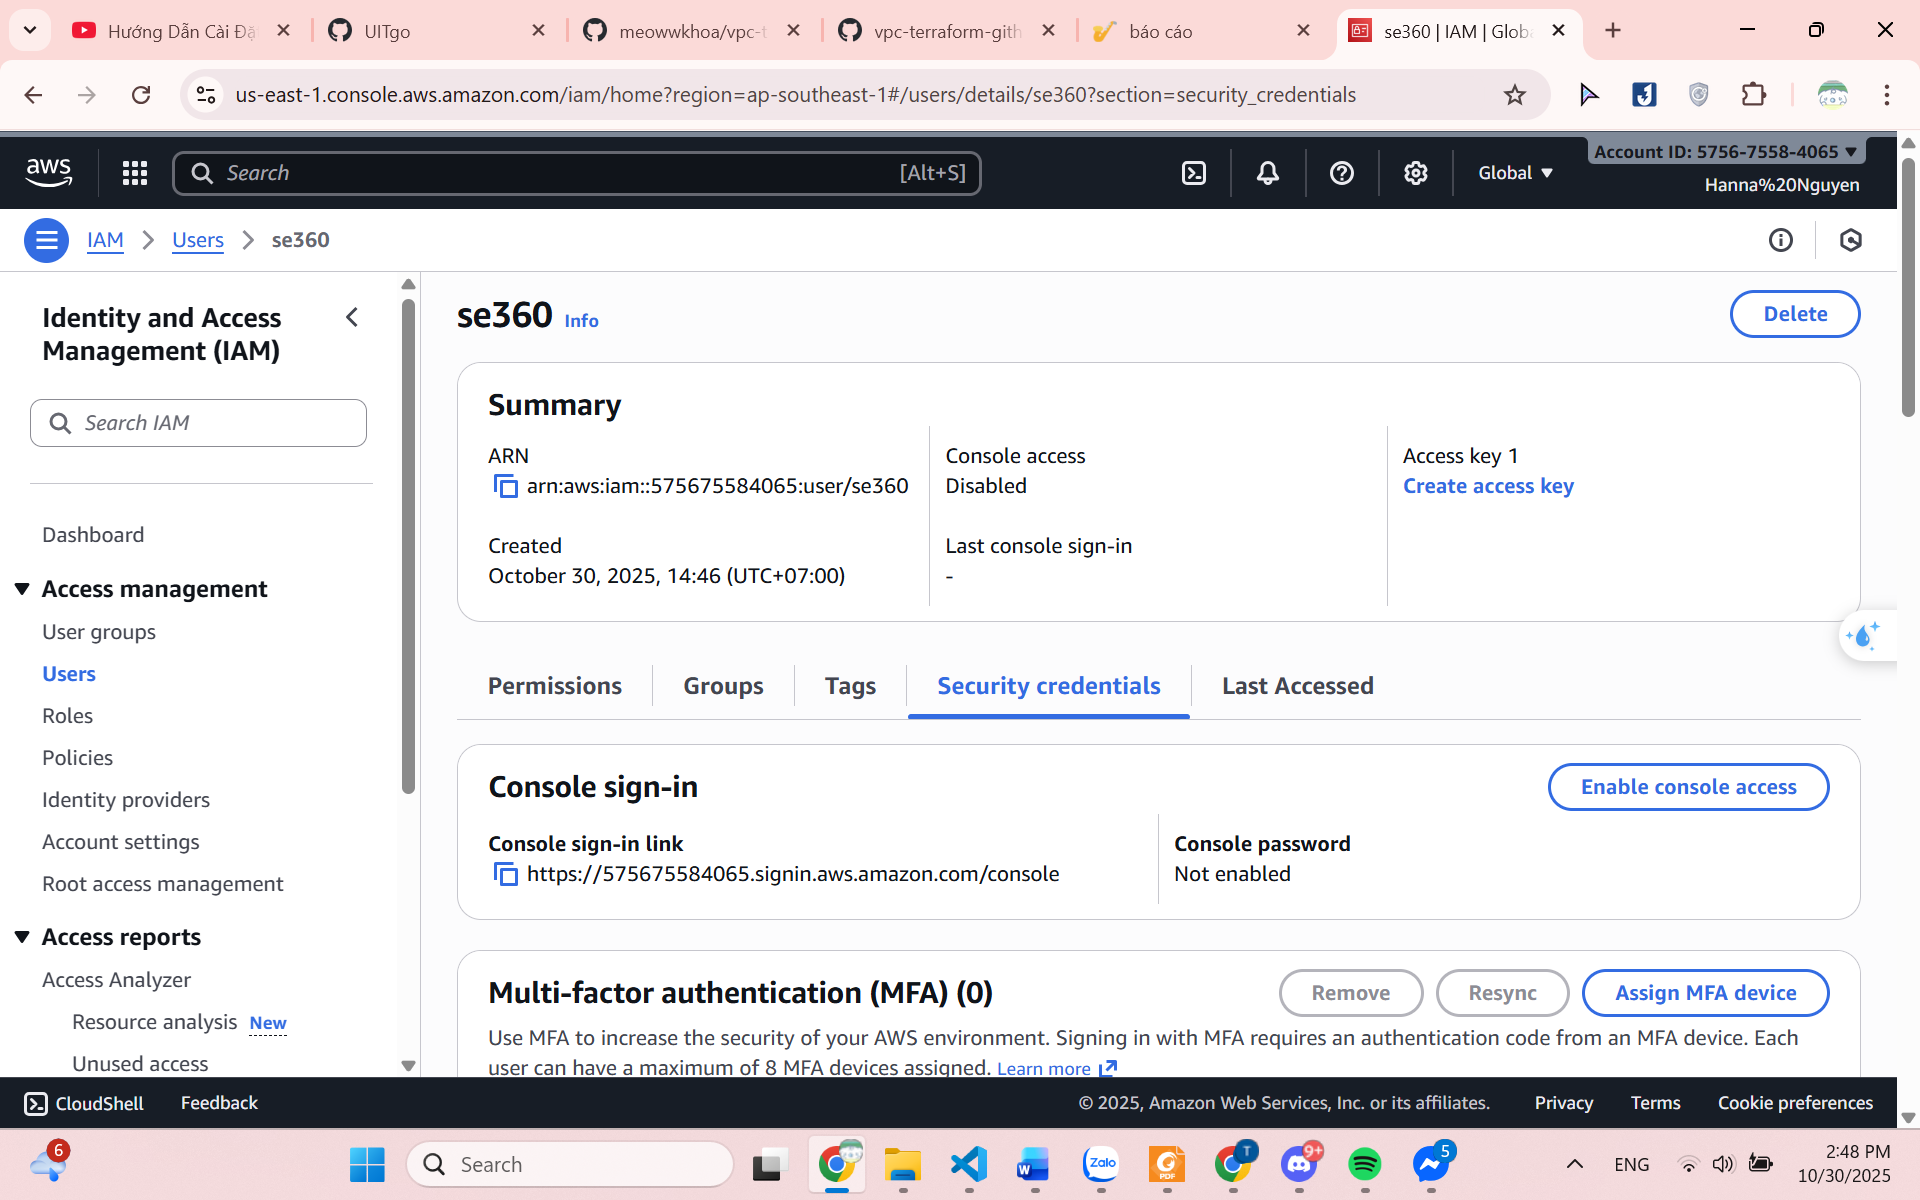 Hướng Dẫn Cài Đặ
UITgo
meowwkhoa/vpc-t
vpc-terraform-gith
báo cáo
se360 | IAM | Globa
us-east-1.console.aws.amazon.com/iam/home?region=ap-southeast-1#/users/details/se360?section=security_credentials
aws
Search
[Alt+S]
Global
Account ID: 5756-7558-4065
Hanna%20Nguyen
IAM
Users
se360
Identity and Access
Management (IAM)
Search IAM
Dashboard
Access management
User groups
Users
Roles
Policies
Identity providers
Account settings
Root access management
Access reports
Access Analyzer
Resource analysis New
Unused access
se360 Info
Delete
Summary
ARN
arn:aws:iam::575675584065:user/se360
Created
October 30, 2025, 14:46 (UTC+07:00)
Console access
Disabled
Last console sign-in
-
Access key 1
Create access key
Permissions
Groups
Tags
Security credentials
Last Accessed
Console sign-in
Enable console access
Console sign-in link
https://575675584065.signin.aws.amazon.com/console
Console password
Not enabled
Multi-factor authentication (MFA) (0)
Remove
Resync
Assign MFA device
Use MFA to increase the security of your AWS environment. Signing in with MFA requires an authentication code from an MFA device. Each
user can have a maximum of 8 MFA devices assigned. Learn more
CloudShell
Feedback
© 2025, Amazon Web Services, Inc. or its affiliates.
Privacy
Terms
Cookie preferences
6
Search
W
Zalo
PDF
T
9+
5
ENG
2:48 PM
10/30/2025